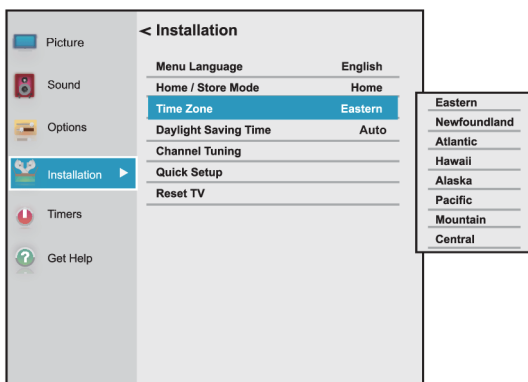 Picture
Sound
Options
Installation
Timers
Get Help
< Installation
Menu Language English
Home / Store Mode Home
Time Zone Eastern
Daylight Saving Time Auto
Channel Tuning
Quick Setup
Reset TV
Eastern
Newfoundland
Atlantic
Hawaii
Alaska
Pacific
Mountain
Central